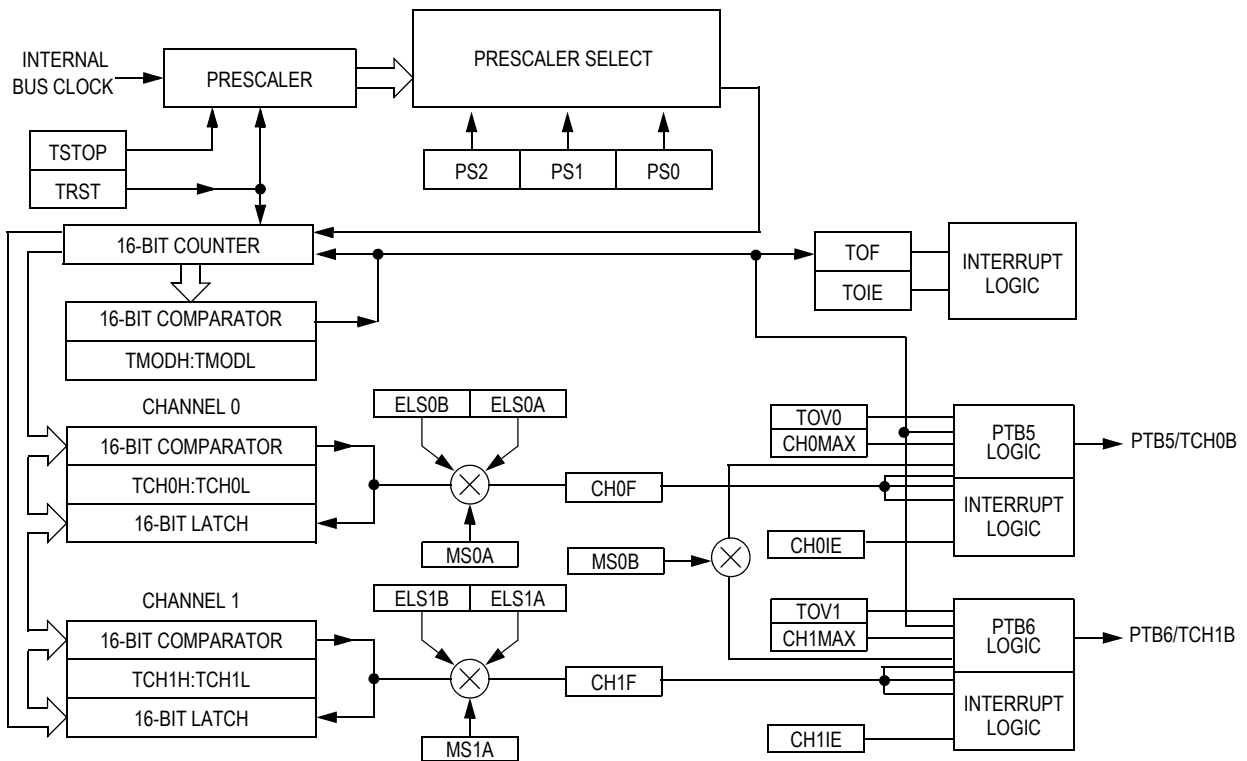 INTERNAL
BUS CLOCK
PRESCALER
PRESCALER SELECT
TSTOP
TRST
PS2
PS1
PS0
16-BIT COUNTER
TOF
TOIE
INTERRUPT
LOGIC
16-BIT COMPARATOR
TMODH:TMODL
CHANNEL 0
ELS0B
ELS0A
TOV0
CH0MAX
PTB5
LOGIC
PTB5/TCH0B
16-BIT COMPARATOR
TCH0H:TCH0L
16-BIT LATCH
CH0F
INTERRUPT
LOGIC
MS0A
MS0B
CH0IE
CHANNEL 1
ELS1B
ELS1A
TOV1
CH1MAX
PTB6
LOGIC
PTB6/TCH1B
16-BIT COMPARATOR
TCH1H:TCH1L
16-BIT LATCH
CH1F
INTERRUPT
LOGIC
MS1A
CH1IE